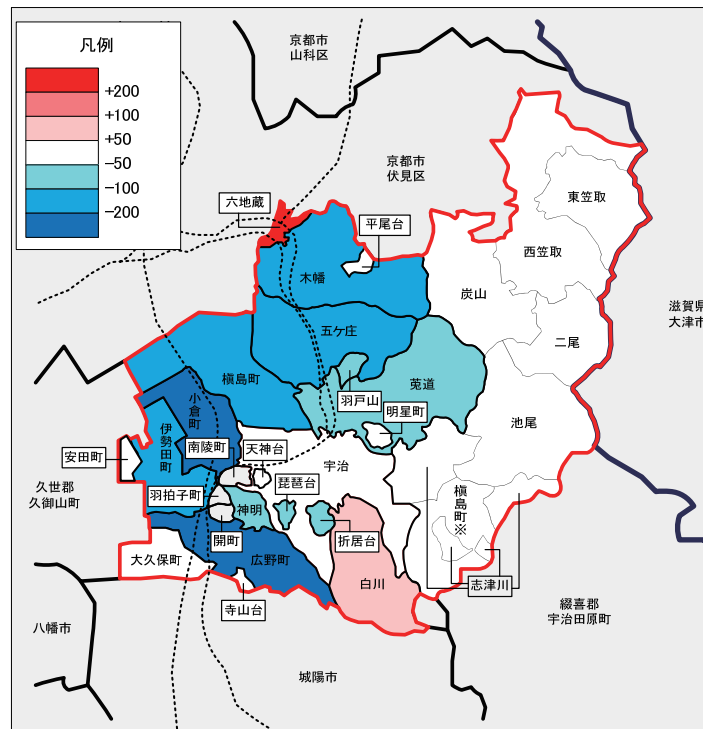 凡例
+200
+100
+50
-50
-100
-200
京都市
山科区
京都市
伏見区
六地蔵
平尾台
木幡
東笠取
西笠取
炭山
滋賀県
大津市
二尾
五ケ庄
槇島町
羽戸山
莵道
明星町
池尾
小倉町
伊勢田町
南陵町
天神台
宇治
安田町
久世郡
久御山町
羽拍子町
神明
琵琶台
折居台
槇島町※
開町
広野町
大久保町
白川
志津川
寺山台
綴喜郡
宇治田原町
八幡市
城陽市